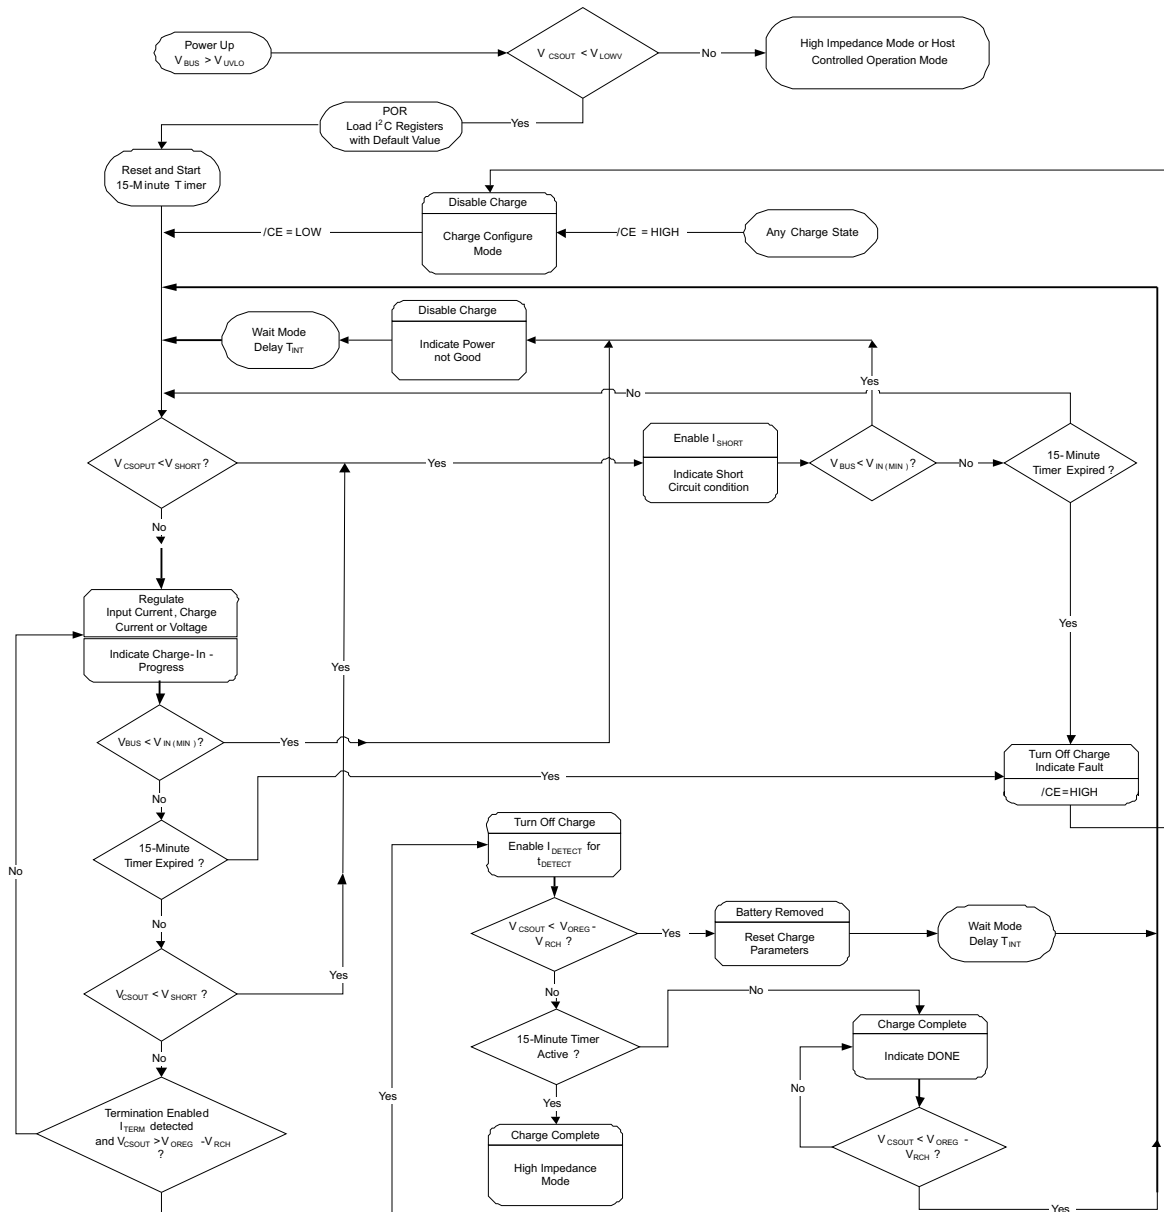 Power Up
V BUS > V UVLO
V CSOUT < V LOWV
No
High Impedance Mode or Host
Controlled Operation Mode
Yes
POR
Load I2C Registers
with Default Value
Reset and Start
15-Minute Timer
Disable Charge
Charge Configure
Mode
/CE = LOW
/CE = HIGH
Any Charge State
Disable Charge
Indicate Power
not Good
Wait Mode
Delay TINT
Yes
No
V CSOPUT < V SHORT ?
Yes
Enable I SHORT
Indicate Short
Circuit condition
V BUS < V IN ( MIN ) ?
No
15- Minute
Timer Expired ?
No
Regulate
Input Current, Charge
Current or Voltage
Indicate Charge- In -
Progress
Yes
Yes
VBUS < V IN ( MIN ) ?
Yes
Turn Off Charge
Indicate Fault
/CE=HIGH
Yes
No
15-Minute
Timer Expired ?
No
Turn Off Charge
Enable I DETECT for
tDETECT
No
V CSOUT < V OREG -
V RCH ?
Yes
Battery Removed
Reset Charge
Parameters
Wait Mode
Delay T INT
VCSOUT < V SHORT ?
Yes
No
No
15-Minute Timer
Active ?
Charge Complete
Indicate DONE
No
No
Yes
Yes
Termination Enabled
ITERM detected
and VCSOUT > V OREG -V RCH
?
Charge Complete
High Impedance
Mode
V CSOUT < V OREG -
VRCH ?
Yes